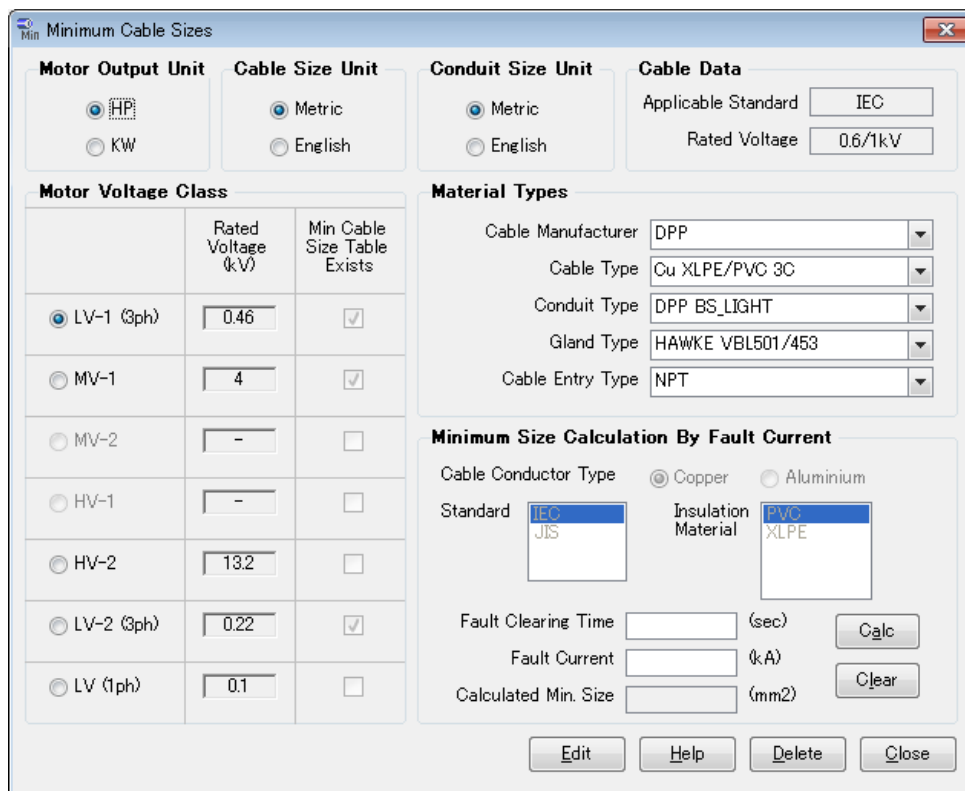 Min Minimum Cable Sizes
Motor Output Unit
HP
KW
Cable Size Unit
Metric
English
Conduit Size Unit
Metric
English
Cable Data
Applicable Standard IEC
Rated Voltage 0.6/1kV
Motor Voltage Class
Rated Voltage (kV)
Min Cable Size Table Exists
LV-1 (3ph) 0.46
MV-1 4
MV-2 -
HV-1 -
HV-2 13.2
LV-2 (3ph) 0.22
LV (1ph) 0.1
Material Types
Cable Manufacturer DPP
Cable Type Cu XLPE/PVC 3C
Conduit Type DPP BS_LIGHT
Gland Type HAWKE VBL501/453
Cable Entry Type NPT
Minimum Size Calculation By Fault Current
Cable Conductor Type Copper Aluminium
Standard
IEC
JIS
Insulation Material
PVC
XLPE
Fault Clearing Time (sec)
Fault Current (kA)
Calculated Min. Size (mm2)
Calc
Clear
Edit Help Delete Close